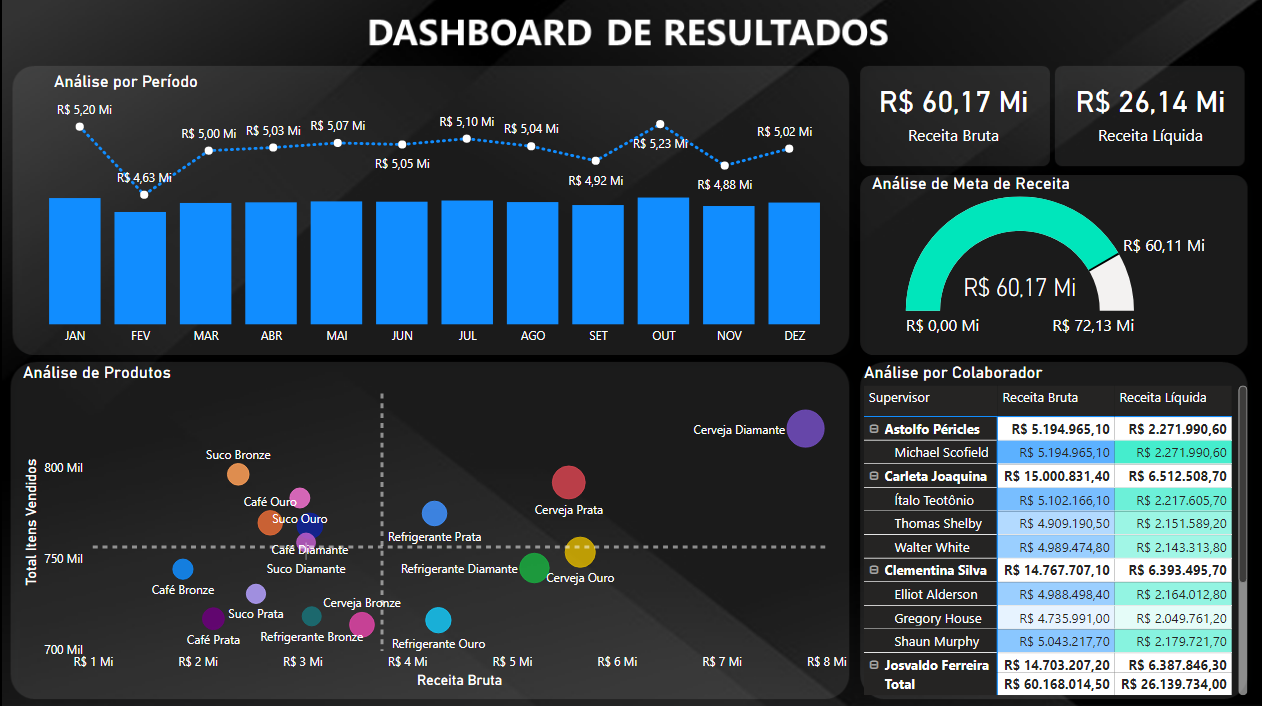 DASHBOARD DE RESULTADOS
Análise por Período
R$ 5,20 Mi
R$ 4,63 Mi
R$ 5,00 Mi
R$ 5,03 Mi
R$ 5,07 Mi
R$ 5,05 Mi
R$ 5,10 Mi
R$ 5,04 Mi
R$ 4,92 Mi
R$ 5,23 Mi
R$ 4,88 Mi
R$ 5,02 Mi
JAN FEV MAR ABR MAI JUN JUL AGO SET OUT NOV DEZ
R$ 60,17 Mi
Receita Bruta
R$ 26,14 Mi
Receita Líquida
Análise de Meta de Receita
R$ 60,11 Mi
R$ 60,17 Mi
R$ 0,00 Mi
R$ 72,13 Mi
Análise de Produtos
Total Itens Vendidos
800 Mil
750 Mil
700 Mil
Cerveja Diamante
Suco Bronze
Café Ouro
Suco Ouro
Cerveja Prata
Refrigerante Prata
Café Diamante
Suco Diamante
Refrigerante Diamante
Cerveja Ouro
Café Bronze
Suco Prata
Cerveja Bronze
Café Prata
Refrigerante Bronze
Refrigerante Ouro
R$ 1 Mi R$ 2 Mi R$ 3 Mi R$ 4 Mi R$ 5 Mi R$ 6 Mi R$ 7 Mi R$ 8 Mi
Receita Bruta
Análise por Colaborador
Supervisor Receita Bruta Receita Líquida
Astolfo Péricles R$ 5.194.965,10 R$ 2.271.990,60
Michael Scofield R$ 5.194.965,10 R$ 2.271.990,60
Carleta Joaquina R$ 15.000.831,40 R$ 6.512.508,70
Ítalo Teotônio R$ 5.102.166,10 R$ 2.217.605,70
Thomas Shelby R$ 4.909.190,50 R$ 2.151.589,20
Walter White R$ 4.989.474,80 R$ 2.143.313,80
Clementina Silva R$ 14.767.707,10 R$ 6.393.495,70
Elliot Alderson R$ 4.988.498,40 R$ 2.164.012,80
Gregory House R$ 4.735.991,00 R$ 2.049.761,20
Shaun Murphy R$ 5.043.217,70 R$ 2.179.721,70
Josvaldo Ferreira R$ 14.703.207,20 R$ 6.387.846,30
Total R$ 60.168.014,50 R$ 26.139.734,00